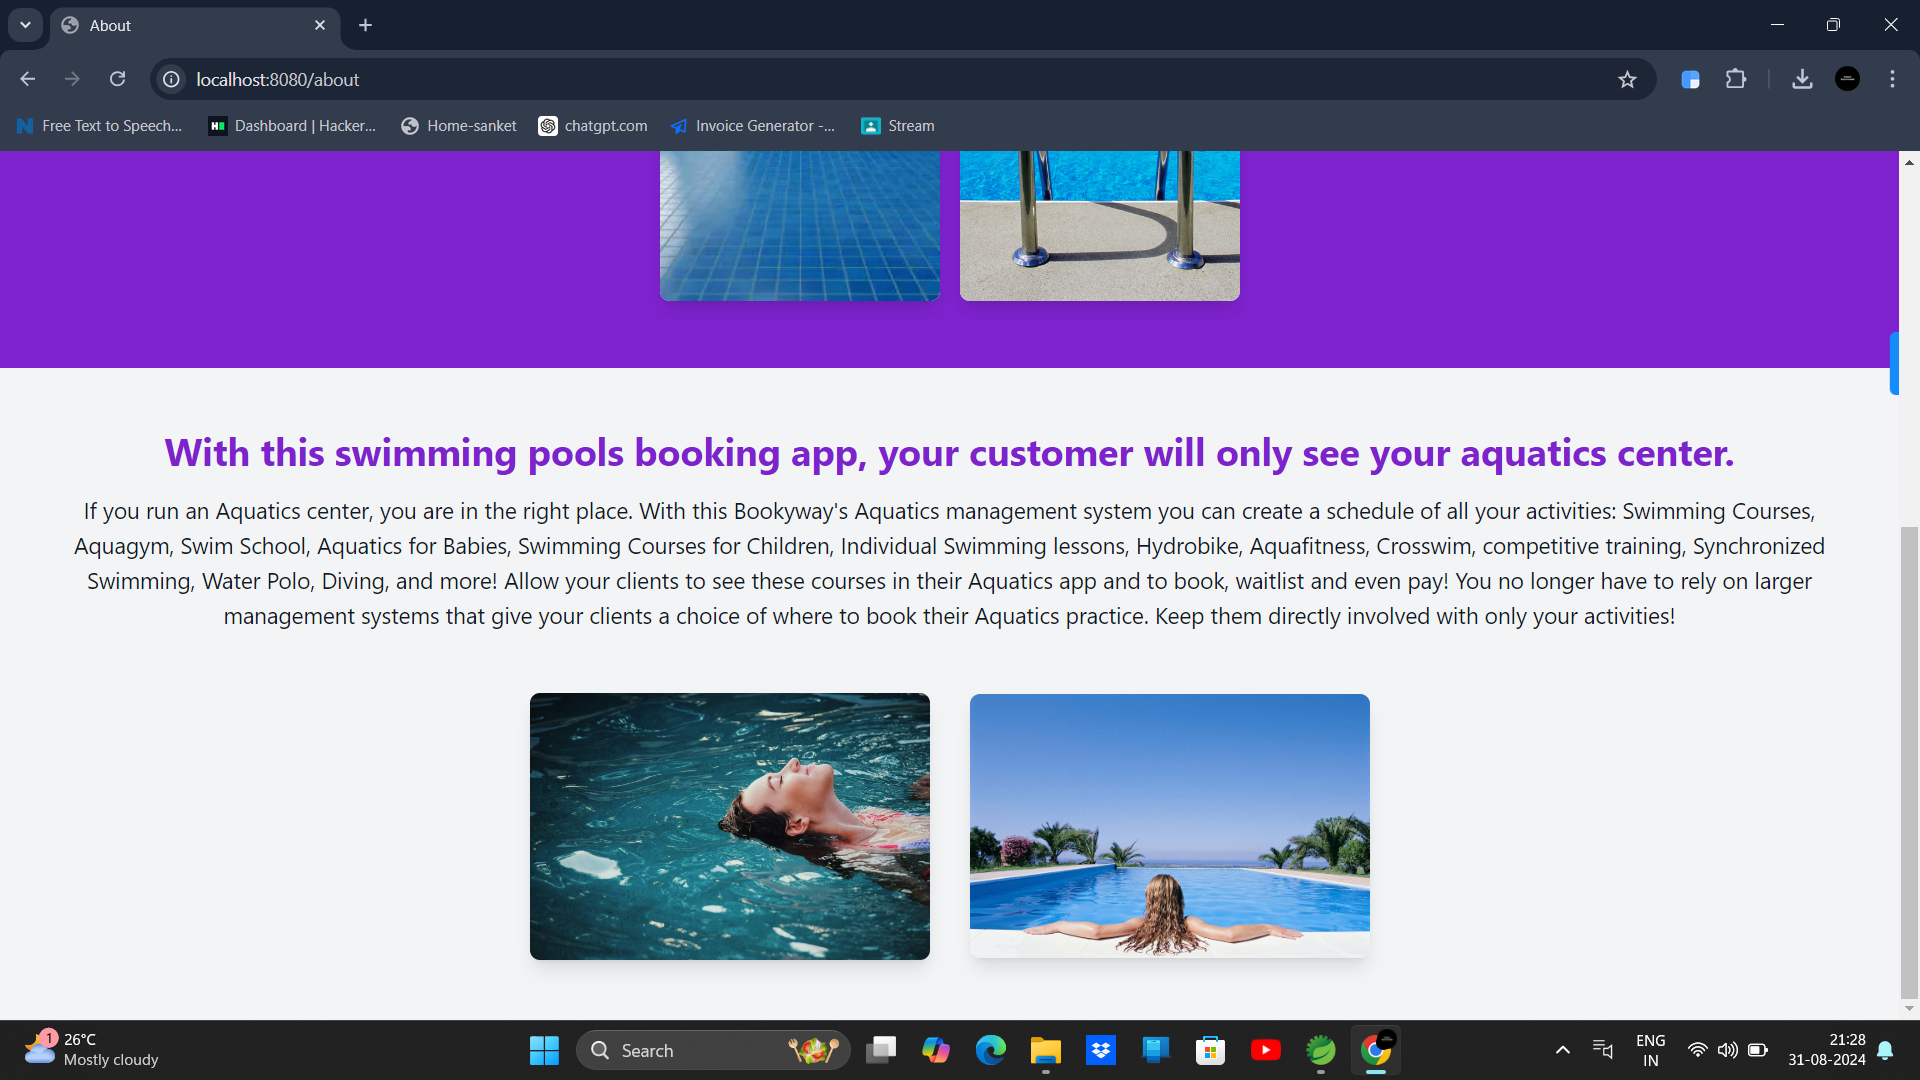 About
localhost:8080/about
Free Text to Speech...
Dashboard | Hacker...
Home-sanket
chatgpt.com
Invoice Generator -...
Stream
With this swimming pools booking app, your customer will only see your aquatics center.
If you run an Aquatics center, you are in the right place. With this Bookyway's Aquatics management system you can create a schedule of all your activities: Swimming Courses,
Aquagym, Swim School, Aquatics for Babies, Swimming Courses for Children, Individual Swimming lessons, Hydrobike, Aquafitness, Crosswim, competitive training, Synchronized
Swimming, Water Polo, Diving, and more! Allow your clients to see these courses in their Aquatics app and to book, waitlist and even pay! You no longer have to rely on larger
management systems that give your clients a choice of where to book their Aquatics practice. Keep them directly involved with only your activities!
1
26°C
Mostly cloudy
Search
ENG
IN
21:28
31-08-2024